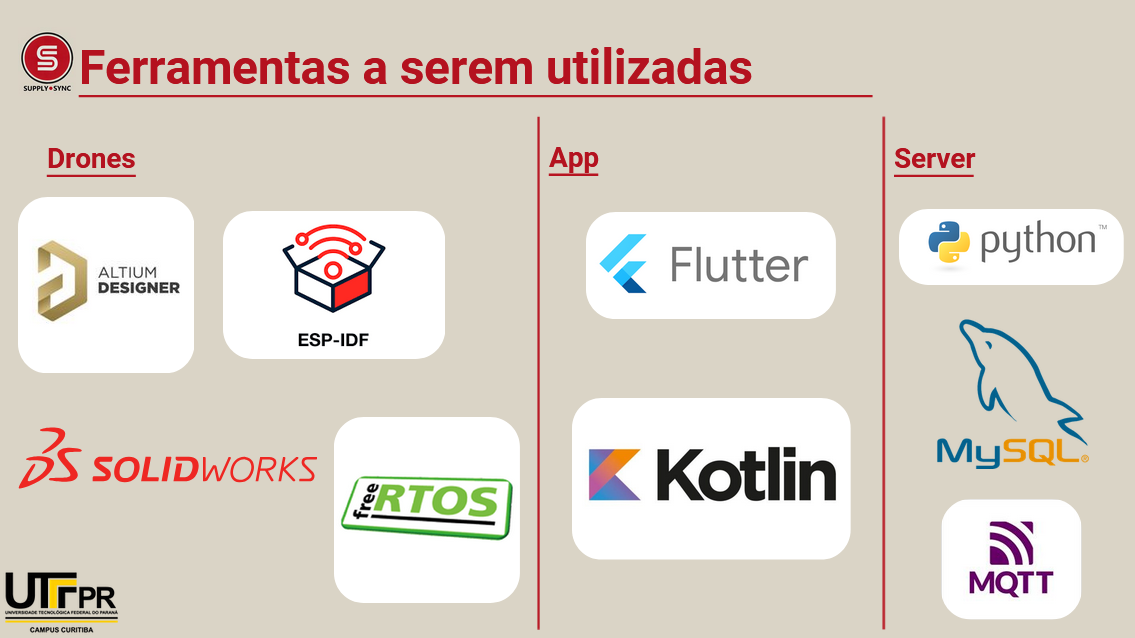 S
SUPPLY•SYNC
Ferramentas a serem utilizadas
Drones
ALTIUM
DESIGNER
ESP-IDF
SOLIDWORKS
free
RTOS
App
Flutter
Kotlin
Server
python™
MySQL®
MQTT
UTFPR
UNIVERSIDADE TECNOLÓGICA FEDERAL DO PARANÁ
CAMPUS CURITIBA